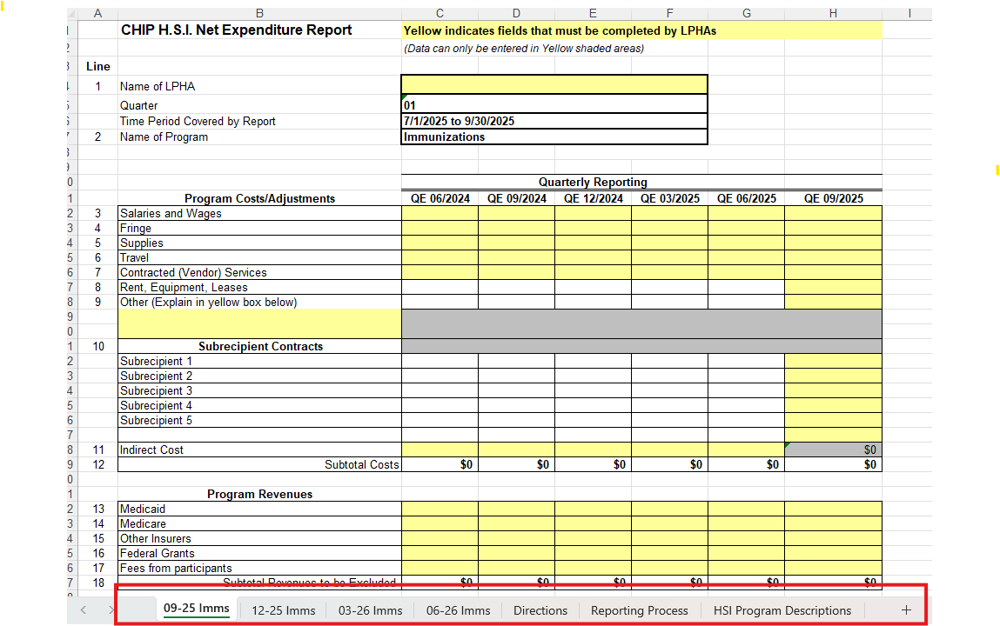 A B C D E F G H I
CHIP H.S.I. Net Expenditure Report Yellow indicates fields that must be completed by LPHAs
(Data can only be entered in Yellow shaded areas)
Line
1 Name of LPHA
Quarter 01
Time Period Covered by Report 7/1/2025 to 9/30/2025
2 Name of Program Immunizations
Quarterly Reporting
Program Costs/Adjustments QE 06/2024 QE 09/2024 QE 12/2024 QE 03/2025 QE 06/2025 QE 09/2025
3 Salaries and Wages
4 Fringe
5 Supplies
6 Travel
7 Contracted (Vendor) Services
8 Rent, Equipment, Leases
9 Other (Explain in yellow box below)
10 Subrecipient Contracts
Subrecipient 1
Subrecipient 2
Subrecipient 3
Subrecipient 4
Subrecipient 5
11 Indirect Cost $0
12 Subtotal Costs $0 $0 $0 $0 $0 $0
Program Revenues
13 Medicaid
14 Medicare
15 Other Insurers
16 Federal Grants
17 Fees from participants
18 Subtotal Revenues to be Excluded $0 $0 $0 $0 $0 $0
09-25 Imms 12-25 Imms 03-26 Imms 06-26 Imms Directions Reporting Process HSI Program Descriptions